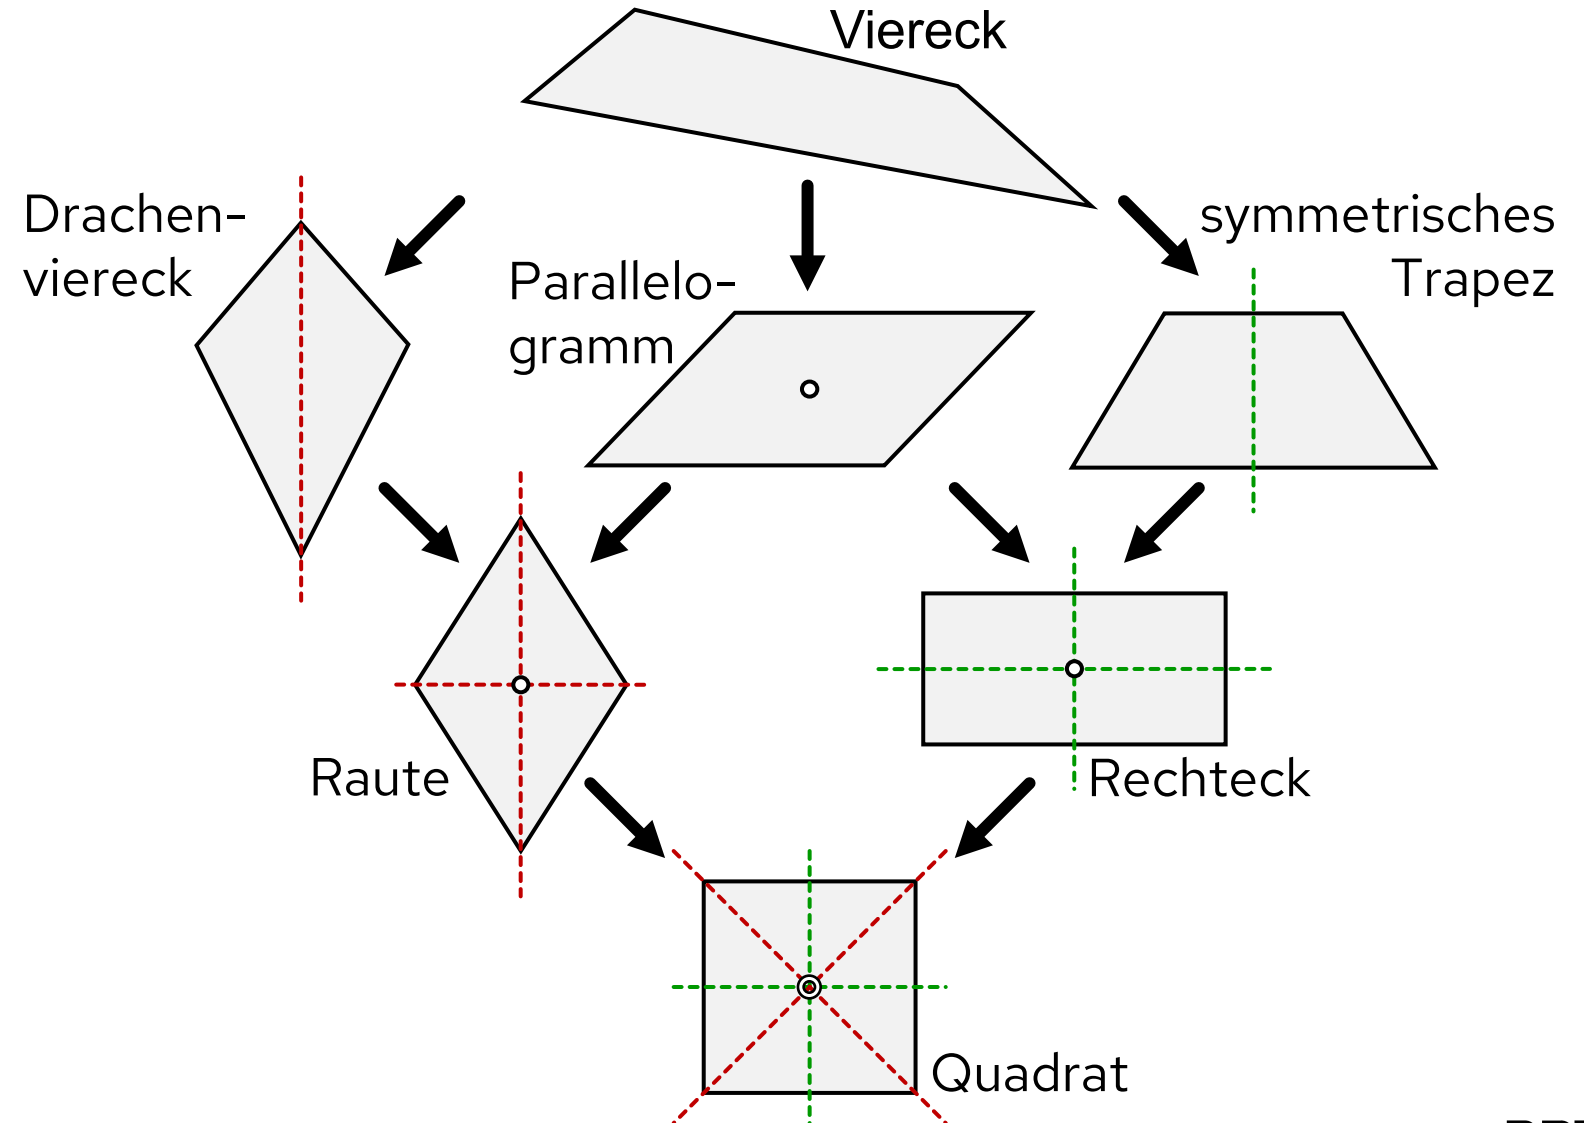 Viereck
Drachen-
viereck
Parallelo-
gramm
symmetrisches
Trapez
Raute
Rechteck
Quadrat